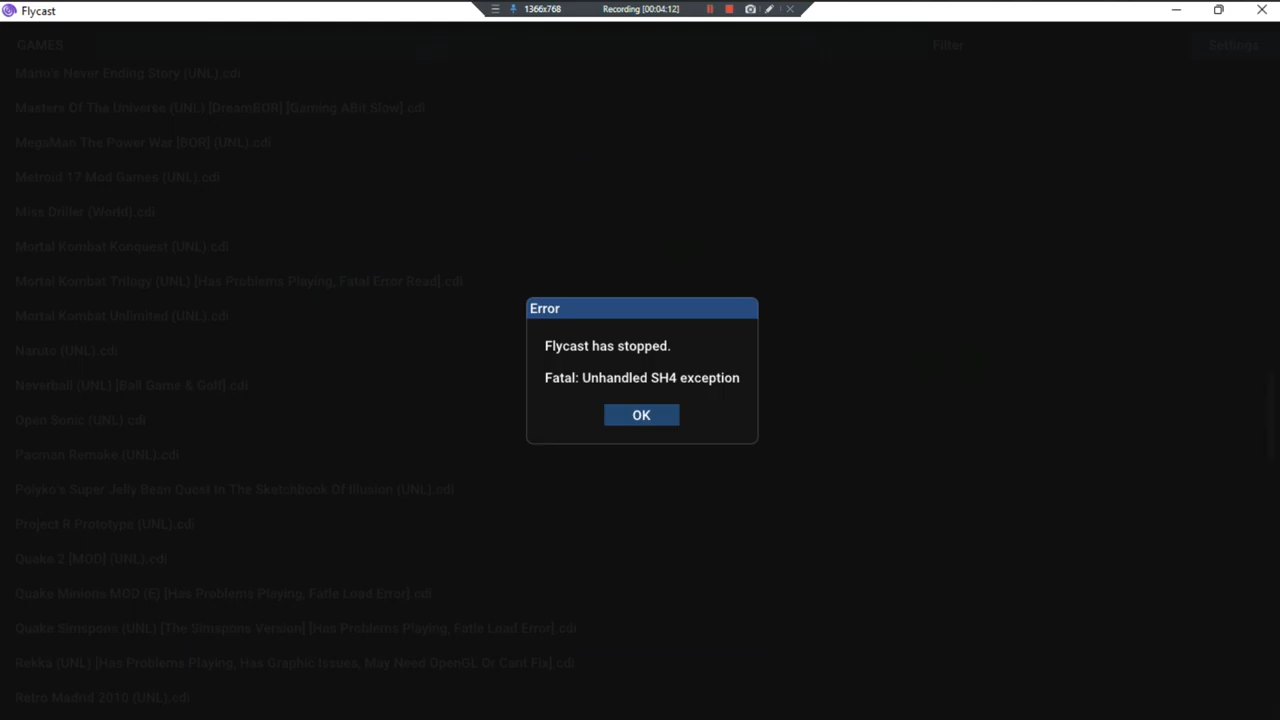 Flycast
1366x768
Recording [00:04:12]
GAMES
Filter
Settings
Mario's Never Ending Story (UNL).cdi
Masters Of The Universe (UNL) [DreamBOR] [Gaming ABit Slow].cdi
MegaMan The Power War [BOR] (UNL).cdi
Metroid 17 Mod Games (UNL).cdi
Miss Driller (World).cdi
Mortal Kombat Konquest (UNL).cdi
Mortal Kombat Trilogy (UNL) [Has Problems Playing, Fatal Error Read].cdi
Mortal Kombat Unlimited (UNL).cdi
Naruto (UNL).cdi
Neverball (UNL) [Ball Game & Golf].cdi
Open Sonic (UNL).cdi
Pacman Remake (UNL).cdi
Polyko's Super Jelly Bean Quest In The Sketchbook Of Illusion (UNL).cdi
Project R Prototype (UNL).cdi
Quake 2 [MOD] (UNL).cdi
Quake Minions MOD (E) [Has Problems Playing, Fatle Load Error].cdi
Quake Simspons (UNL) [The Simspons Version] [Has Problems Playing, Fatle Load Error].cdi
Rekka (UNL) [Has Problems Playing, Has Graphic Issues, May Need OpenGL Or Cant Fix].cdi
Retro Madrid 2010 (UNL).cdi
Error
Flycast has stopped.
Fatal: Unhandled SH4 exception
OK